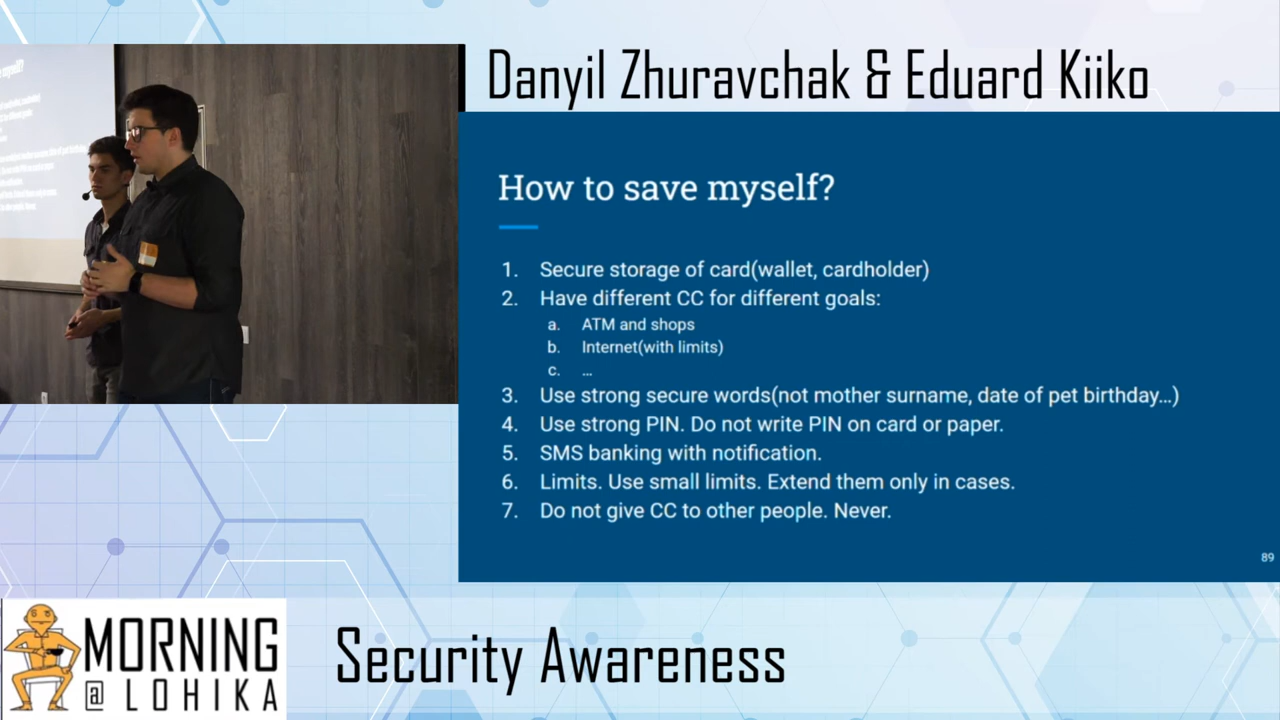 Danyil Zhuravchak & Eduard Kiiko
How to save myself?
1. Secure storage of card(wallet, cardholder)
2. Have different CC for different goals:
a. ATM and shops
b. Internet(with limits)
c. ...
3. Use strong secure words(not mother surname, date of pet birthday...)
4. Use strong PIN. Do not write PIN on card or paper.
5. SMS banking with notification.
6. Limits. Use small limits. Extend them only in cases.
7. Do not give CC to other people. Never.
89
MORNING
@ LOHIKA
Security Awareness